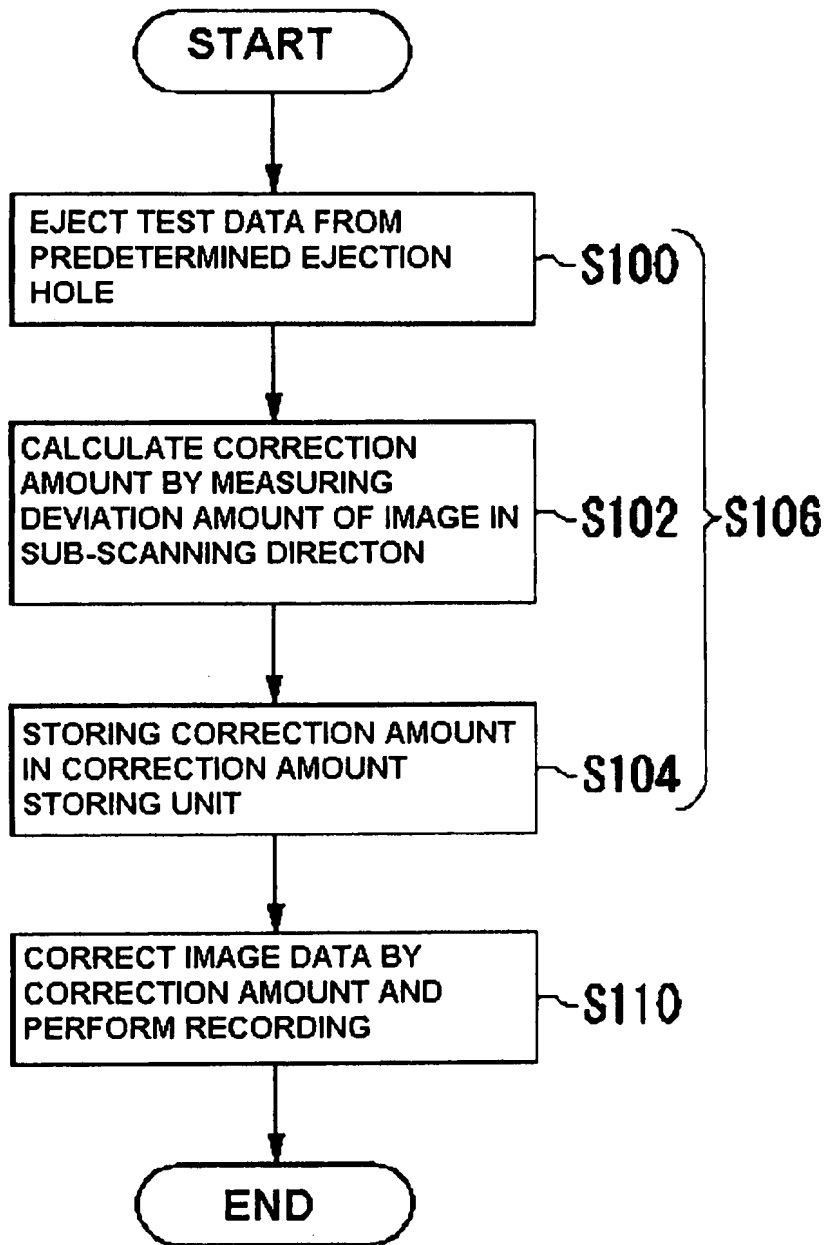 START
EJECT TEST DATA FROM
PREDETERMINED EJECTION
HOLE
S100
CALCULATE CORRECTION
AMOUNT BY MEASURING
DEVIATION AMOUNT OF IMAGE IN
SUB-SCANNING DIRECTON
S102
S106
STORING CORRECTION AMOUNT
IN CORRECTION AMOUNT
STORING UNIT
S104
CORRECT IMAGE DATA BY
CORRECTION AMOUNT AND
PERFORM RECORDING
S110
END